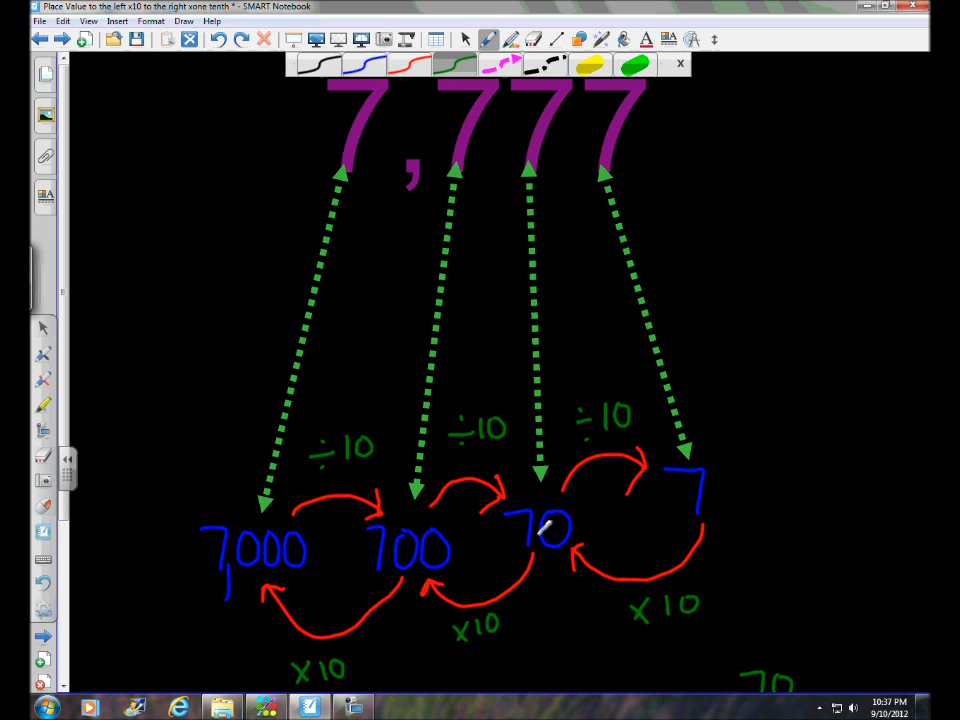 Place Value to the left x10 to the right xone tenth * - SMART Notebook
File Edit View Insert Format Draw Help
7,777
÷10 ÷10 ÷10
7,000 700 70 7
x10 x10 x10
70
10:37 PM
9/10/2012